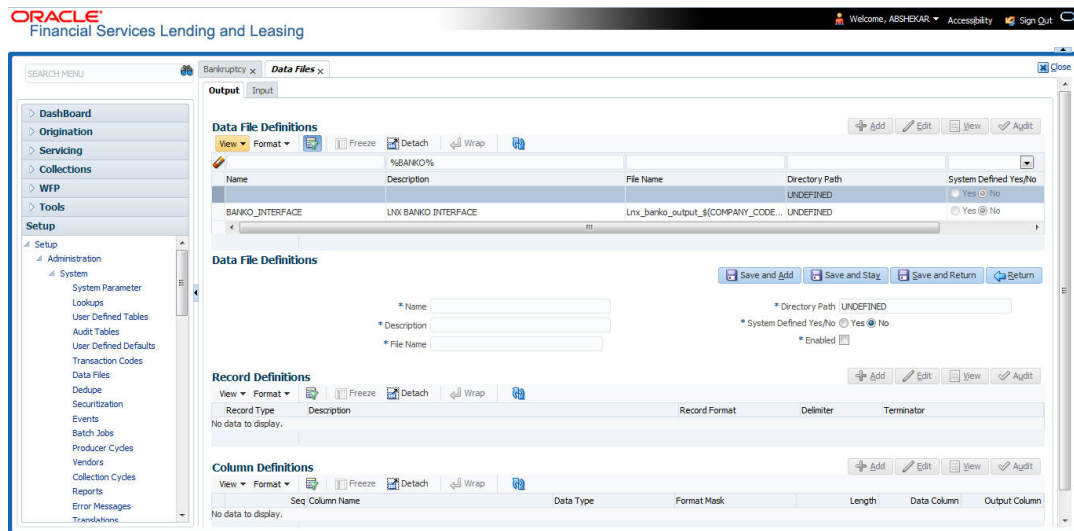 ORACLE
Financial Services Lending and Leasing
Welcome, ABSHEKAR Accessibility Sign Out
SEARCH MENU
Bankruptcy x Data Files x
Close
Output Input
DashBoard
Origination
Servicing
Collections
WFP
Tools
Setup
Setup
Administration
System
System Parameter
Lookups
User Defined Tables
Audit Tables
User Defined Defaults
Transaction Codes
Data Files
Dedupe
Securitization
Events
Batch Jobs
Producer Cycles
Vendors
Collection Cycles
Reports
Error Messages
Translations
Data File Definitions
Add Edit View Audit
View Format Freeze Detach Wrap
%BANKO%
Name Description File Name Directory Path System Defined Yes/No
UNDEFINED Yes No
BANKO_INTERFACE LNX BANKO INTERFACE Lnx_banko_output_$(COMPANY_CODE... UNDEFINED Yes No
Data File Definitions
Save and Add Save and Stay Save and Return Return
* Name
* Description
* File Name
* Directory Path UNDEFINED
* System Defined Yes/No Yes No
* Enabled
Record Definitions
Add Edit View Audit
View Format Freeze Detach Wrap
Record Type Description Record Format Delimiter Terminator
No data to display.
Column Definitions
Add Edit View Audit
View Format Freeze Detach Wrap
Seq Column Name Data Type Format Mask Length Data Column Output Column
No data to display.